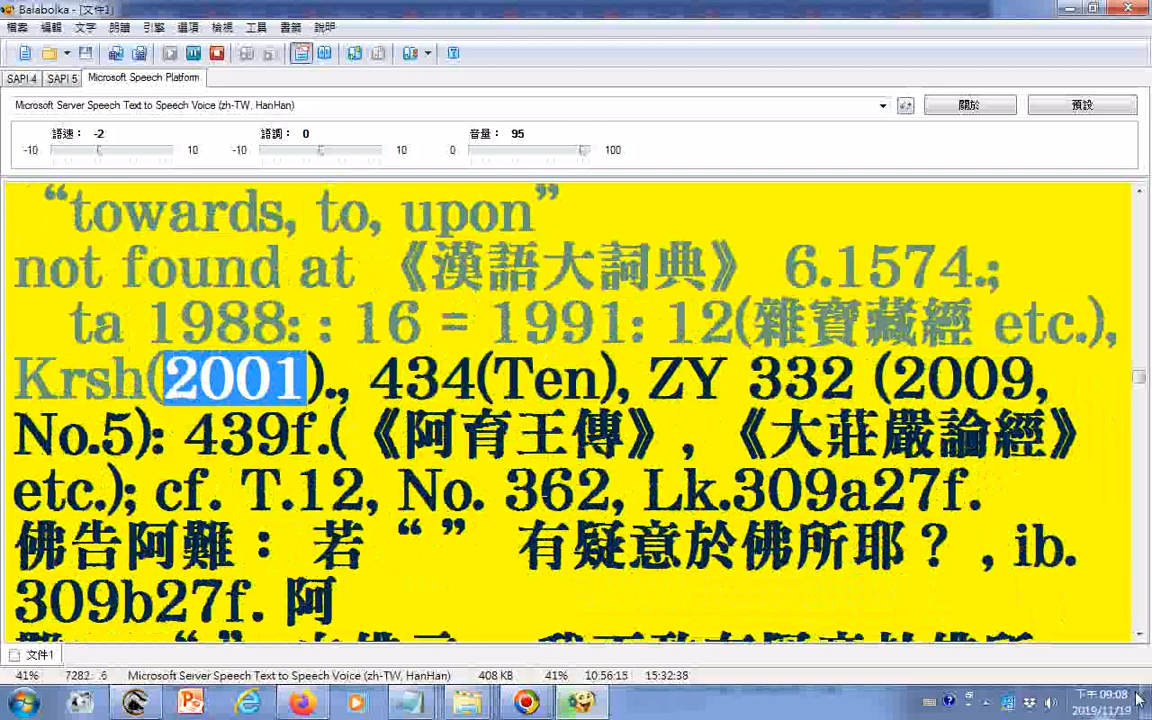 Balabolka - [文件1]
檔案 編輯 文字 朗讀 引擎 選項 檢視 工具 書籤 說明
SAPI 4 SAPI 5 Microsoft Speech Platform
Microsoft Server Speech Text to Speech Voice (zh-TW, HanHan) 關於 預設
語速： -2 語調： 0 音量： 95
-10 10 -10 10 0 100
“towards, to, upon”
not found at 《漢語大詞典》 6.1574.;
ta 1988: : 16 = 1991: 12(雜寶藏經 etc.),
Krsh(2001)., 434(Ten), ZY 332 (2009,
No.5): 439f.(《阿育王傳》, 《大莊嚴論經》
etc.); cf. T.12, No. 362, Lk.309a27f.
佛告阿難： 若“ ” 有疑意於佛所耶？ , ib.
309b27f. 阿
文件1
41% Microsoft Server Speech Text to Speech Voice (zh-TW, HanHan) 408 KB 41% 10:56:15 15:32:38
下午 09:08
2019/11/19